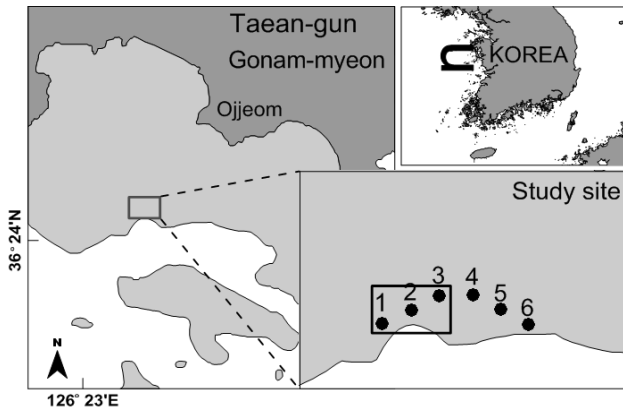 Taean-gun
Gonam-myeon
Ojjeom
n
KOREA
Study site
1 2 3 4 5 6
36° 24'N
N
126° 23'E